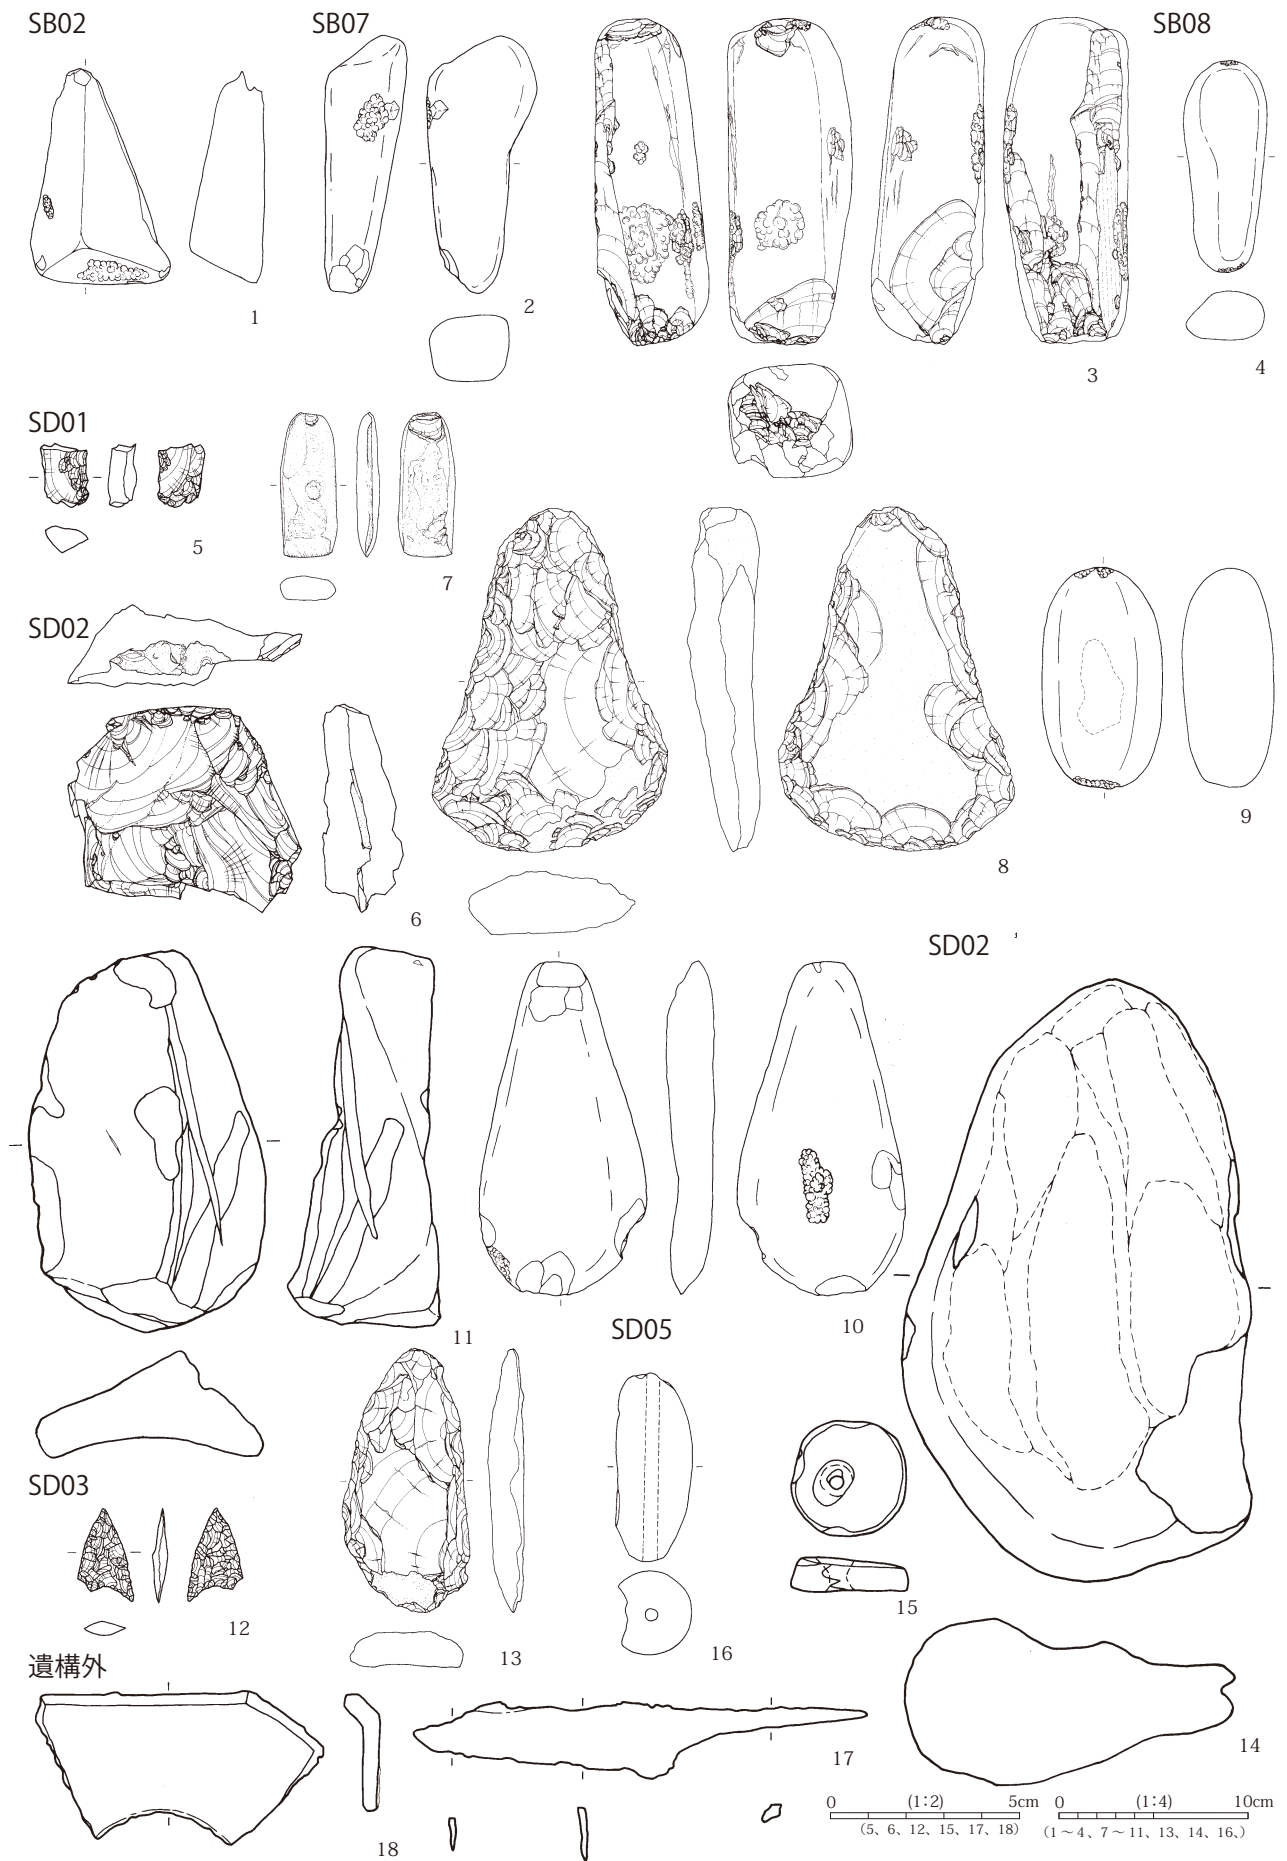 SB02
SB07
SB08
1
2
3
4
SD01
5
7
SD02
6
8
9
SD02
11
10
SD05
SD03
12
13
16
15
14
遺構外
18
17
0 (1:2) 5cm
(5、6、12、15、17、18)
0 (1:4) 10cm
(1～4、7～11、13、14、16、)